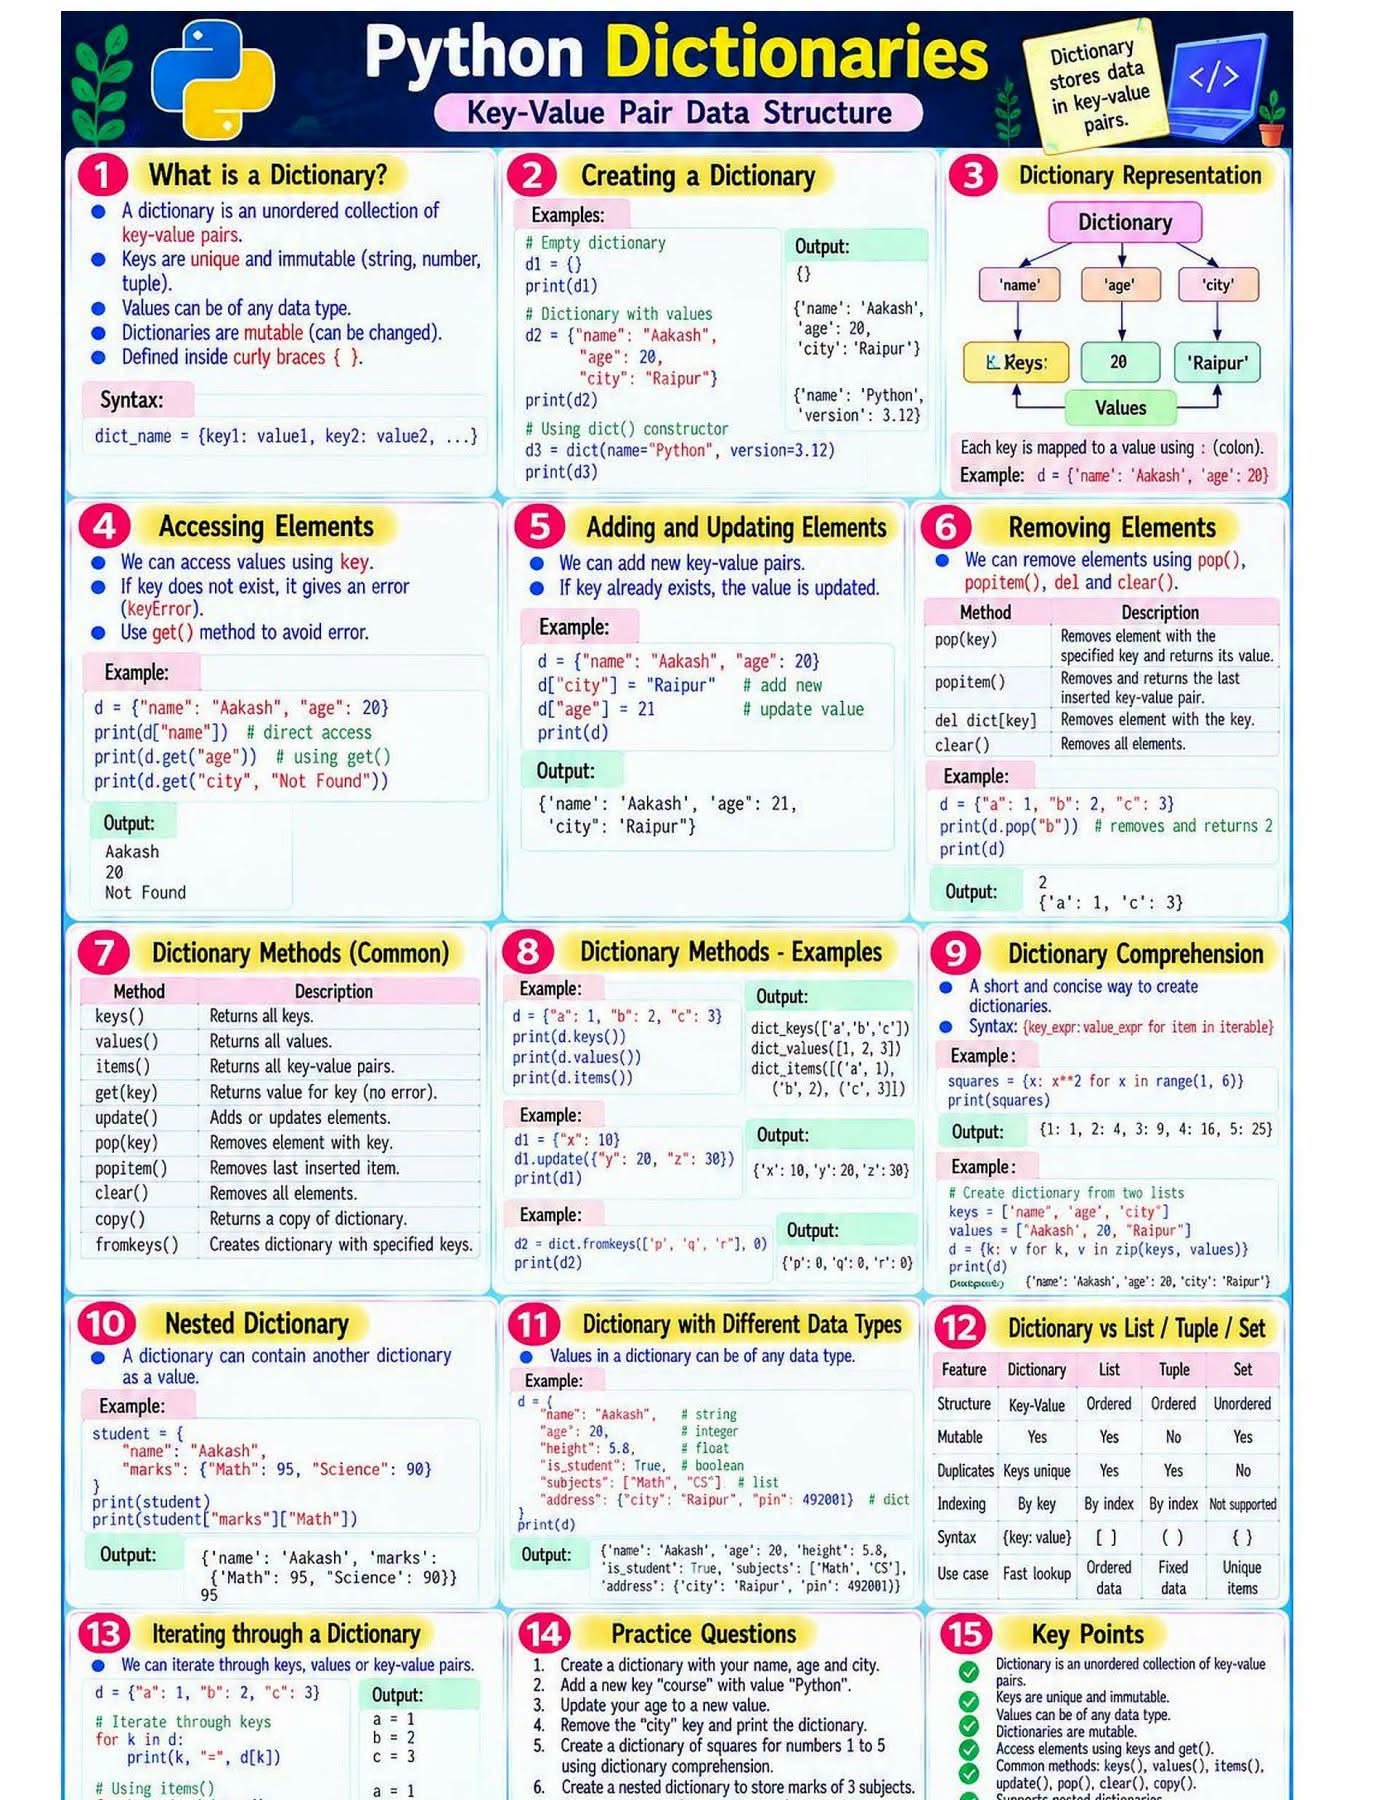 Python Dictionaries
Key-Value Pair Data Structure
Dictionary
stores data
in key-value
pairs.
</>
1 What is a Dictionary?
A dictionary is an unordered collection of
key-value pairs.
Keys are unique and immutable (string, number,
tuple).
Values can be of any data type.
Dictionaries are mutable (can be changed).
Defined inside curly braces { }.
Syntax:
dict_name = {key1: value1, key2: value2, ...}
2 Creating a Dictionary
Examples:
# Empty dictionary
d1 = {}
print(d1)
# Dictionary with values
d2 = {"name": "Aakash",
"age": 20,
"city": "Raipur"}
print(d2)
# Using dict() constructor
d3 = dict(name="Python", version=3.12)
print(d3)
Output:
{}
{'name': 'Aakash',
'age': 20,
'city': 'Raipur'}
{'name': 'Python',
'version': 3.12}
3 Dictionary Representation
Dictionary
'name' 'age' 'city'
Keys: 20 'Raipur'
Values
Each key is mapped to a value using : (colon).
Example: d = {'name': 'Aakash', 'age': 20}
4 Accessing Elements
We can access values using key.
If key does not exist, it gives an error
(keyError).
Use get() method to avoid error.
Example:
d = {"name": "Aakash", "age": 20}
print(d["name"]) # direct access
print(d.get("age")) # using get()
print(d.get("city", "Not Found"))
Output:
Aakash
20
Not Found
5 Adding and Updating Elements
We can add new key-value pairs.
If key already exists, the value is updated.
Example:
d = {"name": "Aakash", "age": 20}
d["city"] = "Raipur" # add new
d["age"] = 21 # update value
print(d)
Output:
{'name': 'Aakash', 'age": 21,
'city": 'Raipur"}
6 Removing Elements
We can remove elements using pop(),
popitem(), del and clear().
Method Description
pop(key) Removes element with the
specified key and returns its value.
popitem() Removes and returns the last
inserted key-value pair.
del dict[key] Removes element with the key.
clear() Removes all elements.
Example:
d = {"a": 1, "b": 2, "c": 3}
print(d.pop("b")) # removes and returns 2
print(d)
Output:
2
{'a': 1, 'c': 3}
7 Dictionary Methods (Common)
Method Description
keys() Returns all keys.
values() Returns all values.
items() Returns all key-value pairs.
get(key) Returns value for key (no error).
update() Adds or updates elements.
pop(key) Removes element with key.
popitem() Removes last inserted item.
clear() Removes all elements.
copy() Returns a copy of dictionary.
fromkeys() Creates dictionary with specified keys.
8 Dictionary Methods - Examples
Example:
d = {"a": 1, "b": 2, "c": 3}
print(d.keys())
print(d.values())
print(d.items())
Output:
dict_keys(['a','b','c'])
dict_values([1, 2, 3])
dict_items([('a', 1),
('b', 2), ('c', 3)])
Example:
d1 = {"x": 10}
d1.update({"y": 20, "z": 30})
print(d1)
Output:
{'x': 10, 'y': 20, 'z': 30}
Example:
d2 = dict.fromkeys(['p', 'q', 'r"], 0)
print(d2)
Output:
{'p': 0, 'q': 0, 'r': 0}
9 Dictionary Comprehension
A short and concise way to create
dictionaries.
Syntax: {key_expr: value_expr for item in iterable}
Example:
squares = {x: x**2 for x in range(1, 6)}
print(squares)
Output: {1: 1, 2: 4, 3: 9, 4: 16, 5: 25}
Example:
# Create dictionary from two lists
keys = ['name", 'age', 'city"]
values = ["Aakash', 20, "Raipur"]
d = {k: v for k, v in zip(keys, values)}
print(d)
{'name': 'Aakash', 'age': 20, 'city': 'Raipur'}
10 Nested Dictionary
A dictionary can contain another dictionary
as a value.
Example:
student = {
"name": "Aakash",
"marks": {"Math": 95, "Science": 90}
}
print(student)
print(student["marks"]["Math"])
Output:
{'name': 'Aakash', 'marks':
{'Math": 95, "Science': 90}}
95
11 Dictionary with Different Data Types
Values in a dictionary can be of any data type.
Example:
d = {
"name": "Aakash", # string
"age": 20, # integer
"height": 5.8, # float
"is_student": True, # boolean
"subjects": ["Math", "CS"] # list
"address": {"city": "Raipur", "pin": 492001} # dict
}
print(d)
Output:
{'name': 'Aakash', 'age': 20, 'height': 5.8,
'is_student': True, 'subjects': ['Math', 'CS'],
'address': {'city': 'Raipur', 'pin': 492001)}
12 Dictionary vs List / Tuple / Set
Feature Dictionary List Tuple Set
Structure Key-Value Ordered Ordered Unordered
Mutable Yes Yes No Yes
Duplicates Keys unique Yes Yes No
Indexing By key By index By index Not supported
Syntax {key: value} [ ] ( ) { }
Use case Fast lookup Ordered data Fixed data Unique items
13 Iterating through a Dictionary
We can iterate through keys, values or key-value pairs.
d = {"a": 1, "b": 2, "c": 3}
# Iterate through keys
for k in d:
print(k, "=", d[k])
# Using items()
Output:
a = 1
b = 2
c = 3
a = 1
14 Practice Questions
1. Create a dictionary with your name, age and city.
2. Add a new key "course" with value "Python".
3. Update your age to a new value.
4. Remove the "city" key and print the dictionary.
5. Create a dictionary of squares for numbers 1 to 5
using dictionary comprehension.
6. Create a nested dictionary to store marks of 3 subjects.
15 Key Points
Dictionary is an unordered collection of key-value
pairs.
Keys are unique and immutable.
Values can be of any data type.
Dictionaries are mutable.
Access elements using keys and get().
Common methods: keys(), values(), items(),
update(), pop(), clear(), copy().